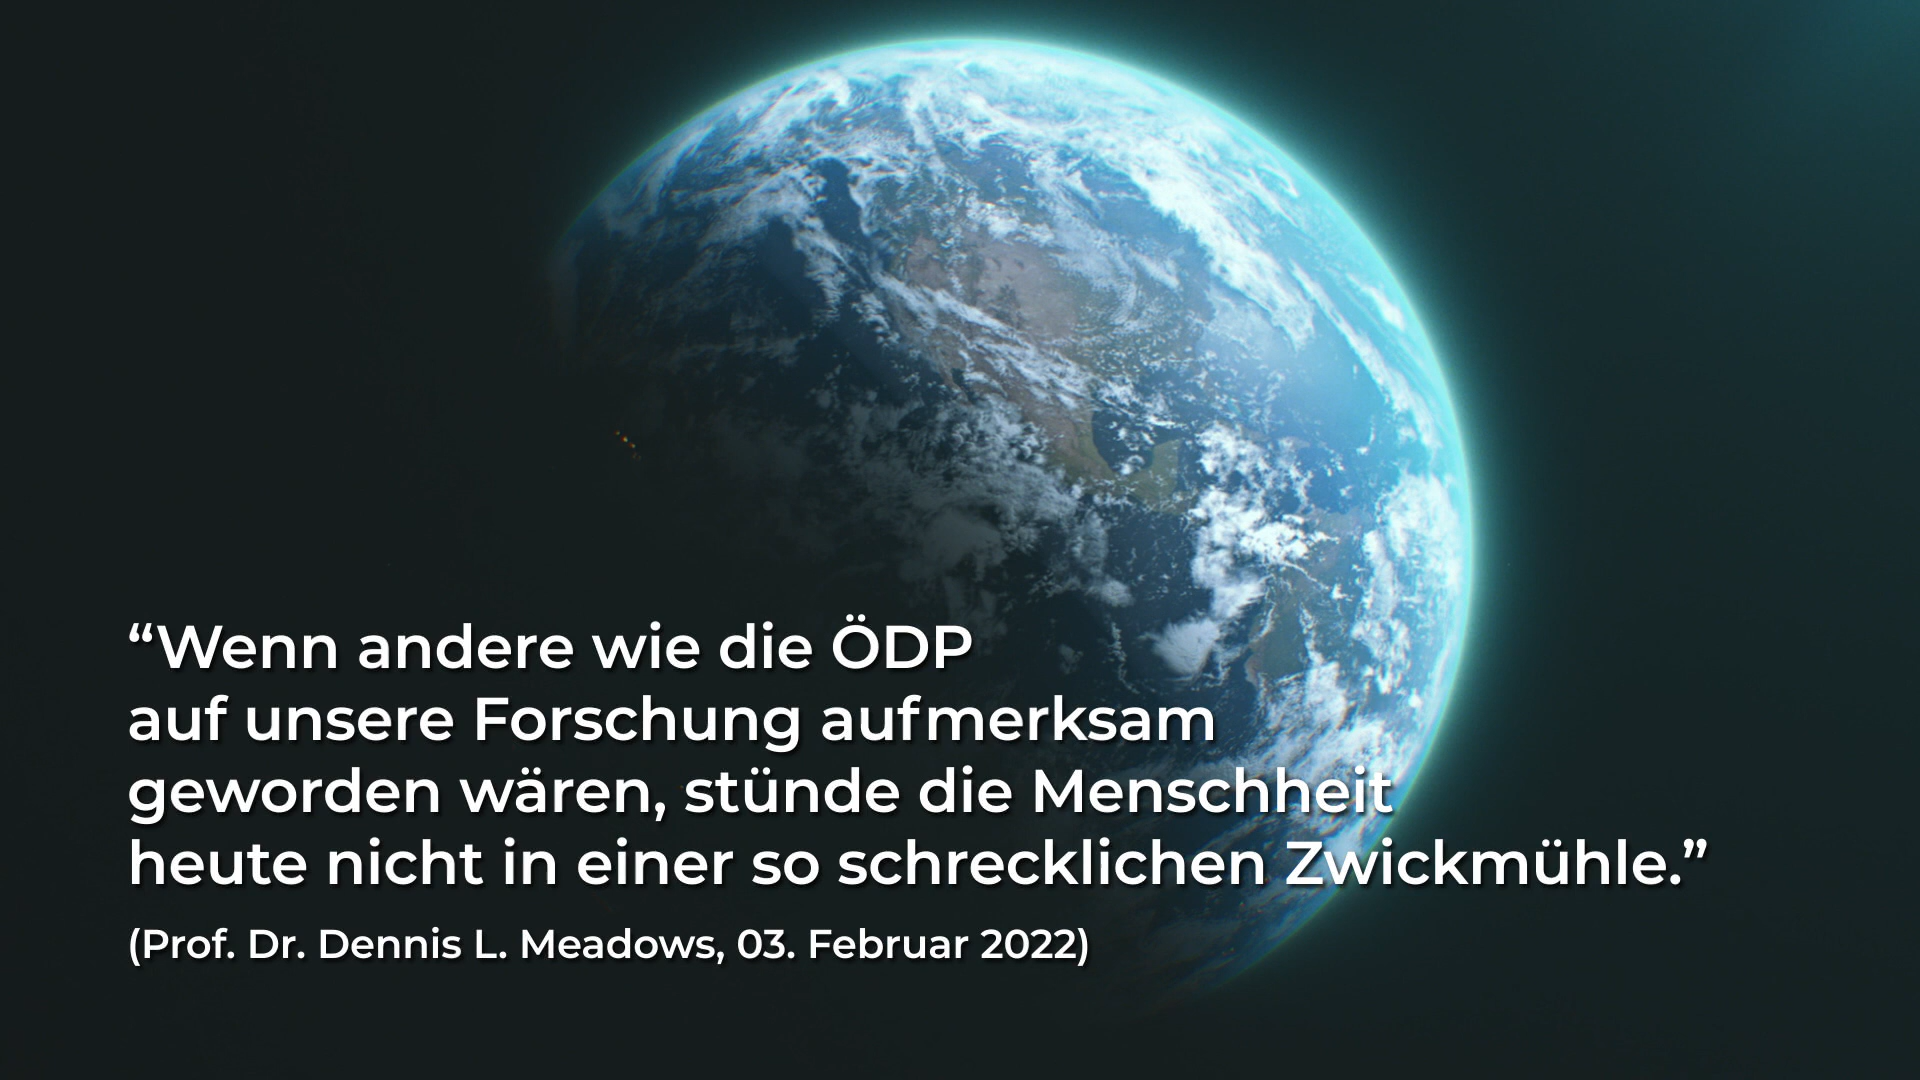 “Wenn andere wie die ÖDP
auf unsere Forschung aufmerksam
geworden wären, stünde die Menschheit
heute nicht in einer so schrecklichen Zwickmühle.”
(Prof. Dr. Dennis L. Meadows, 03. Februar 2022)